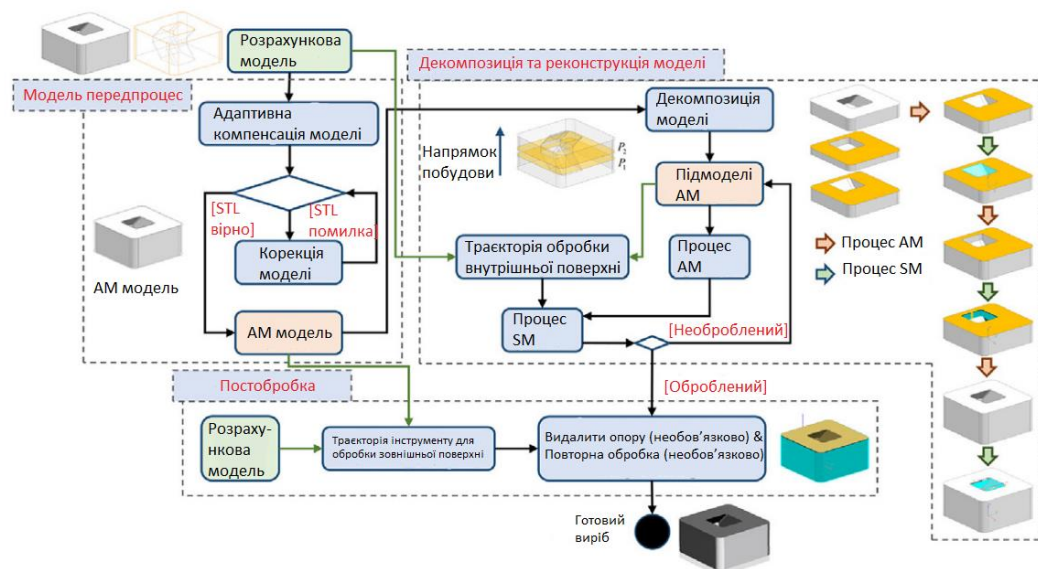 Розрахункова
модель
Декомпозиція та реконструкція моделі
Модель передпроцес
Адаптивна
компенсація моделі
Декомпозиція
моделі
Напрямок
побудови
P₂
P₁
Підмоделі
АМ
[STL
вірно]
[STL
помилка]
Корекція
моделі
Траєкторія обробки
внутрішньої поверхні
Процес
АМ
Процес АМ
Процес SM
АМ модель
АМ модель
Процес
SM
[Необроблений]
Постобробка
[Оброблений]
Розраху-
нкова
модель
Траєкторія інструменту для
обробки зовнішньої поверхні
Видалити опору (необов’язково) &
Повторна обробка (необов’язково)
Готовий
виріб